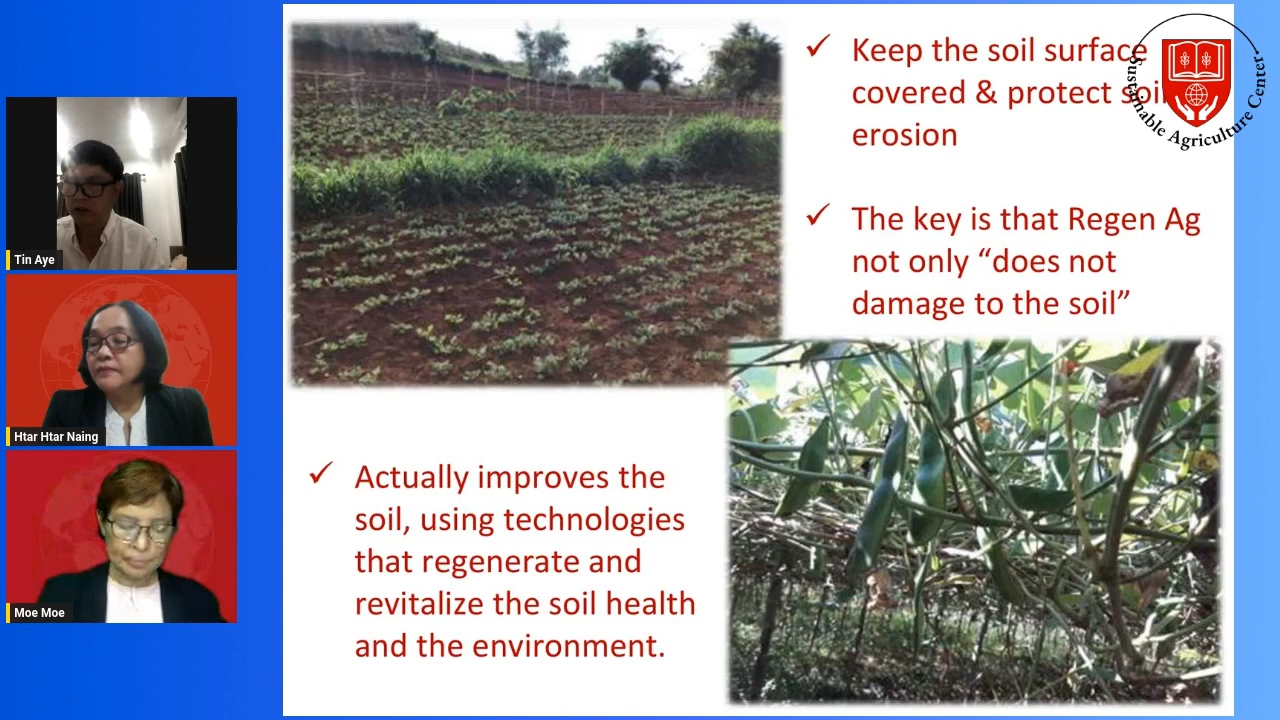 Keep the soil surface
covered & protect soil
erosion
The key is that Regen Ag
not only “does not
damage to the soil”
Actually improves the
soil, using technologies
that regenerate and
revitalize the soil health
and the environment.
Sustainable Agriculture Center
Tin Aye
Htar Htar Naing
Moe Moe